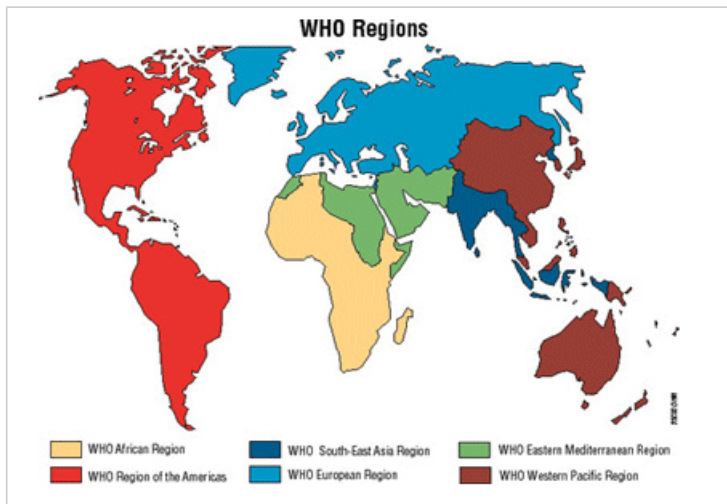 WHO Regions
WHO African Region
WHO South-East Asia Region
WHO Eastern Mediterranean Region
WHO Region of the Americas
WHO European Region
WHO Western Pacific Region